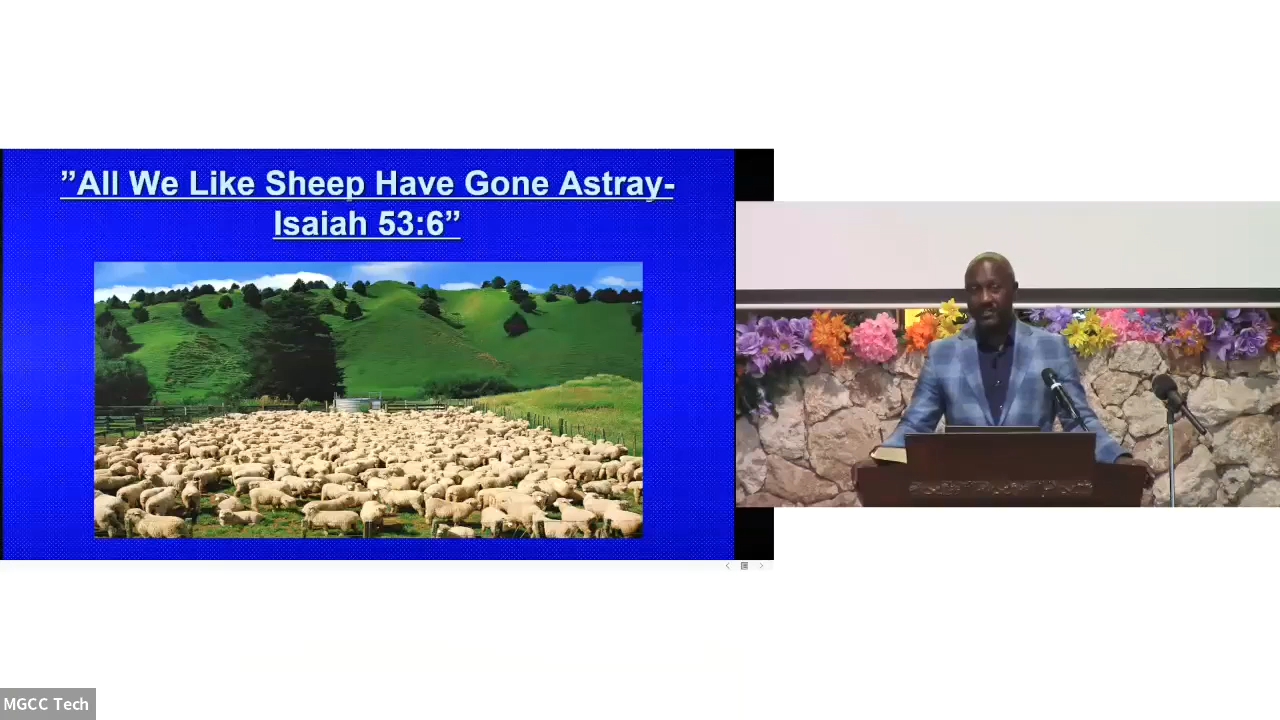 ”All We Like Sheep Have Gone Astray-
Isaiah 53:6”
MGCC Tech